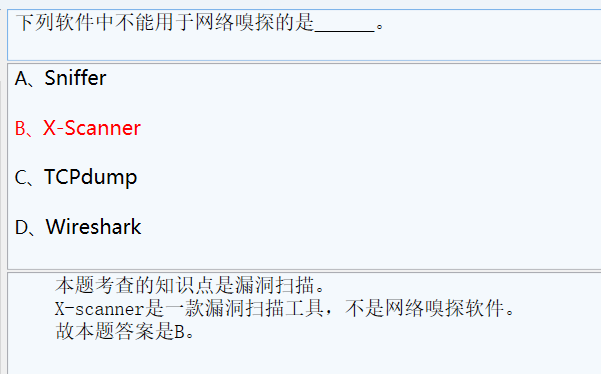 下列软件中不能用于网络嗅探的是______。
A、Sniffer
B、X-Scanner
C、TCPdump
D、Wireshark
本题考查的知识点是漏洞扫描。
X-scanner是一款漏洞扫描工具，不是网络嗅探软件。
故本题答案是B。